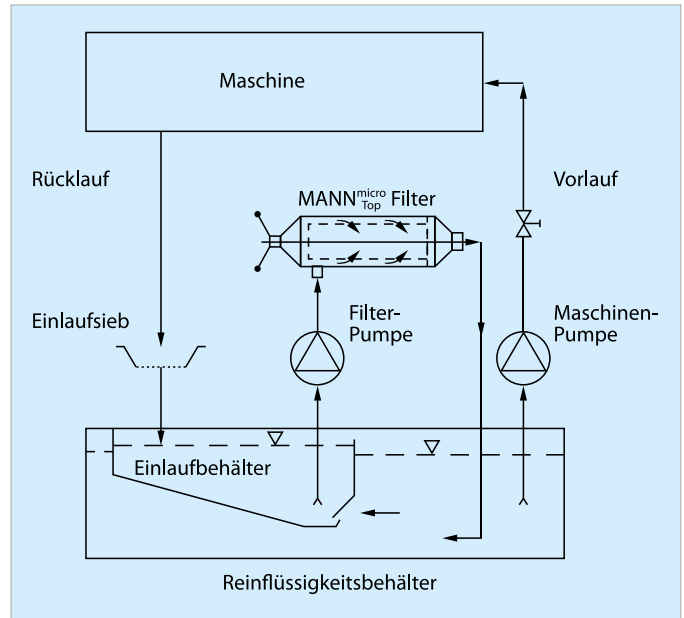 Maschine
Rücklauf
Vorlauf
MANN micro Top Filter
Einlaufsieb
Filter-
Pumpe
Maschinen-
Pumpe
Einlaufbehälter
Reinflüssigkeitsbehälter